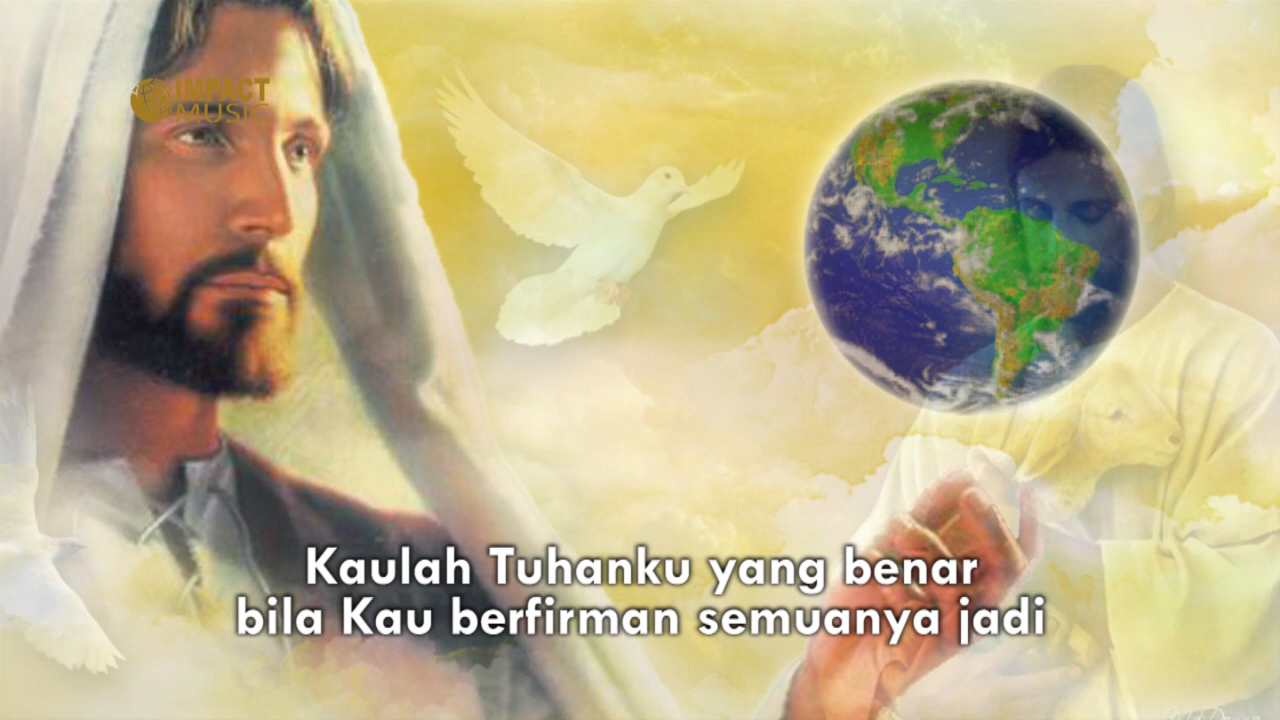 IMPACT
MUSIC
Kaulah Tuhanku yang benar
bila Kau berfirman semuanya jadi